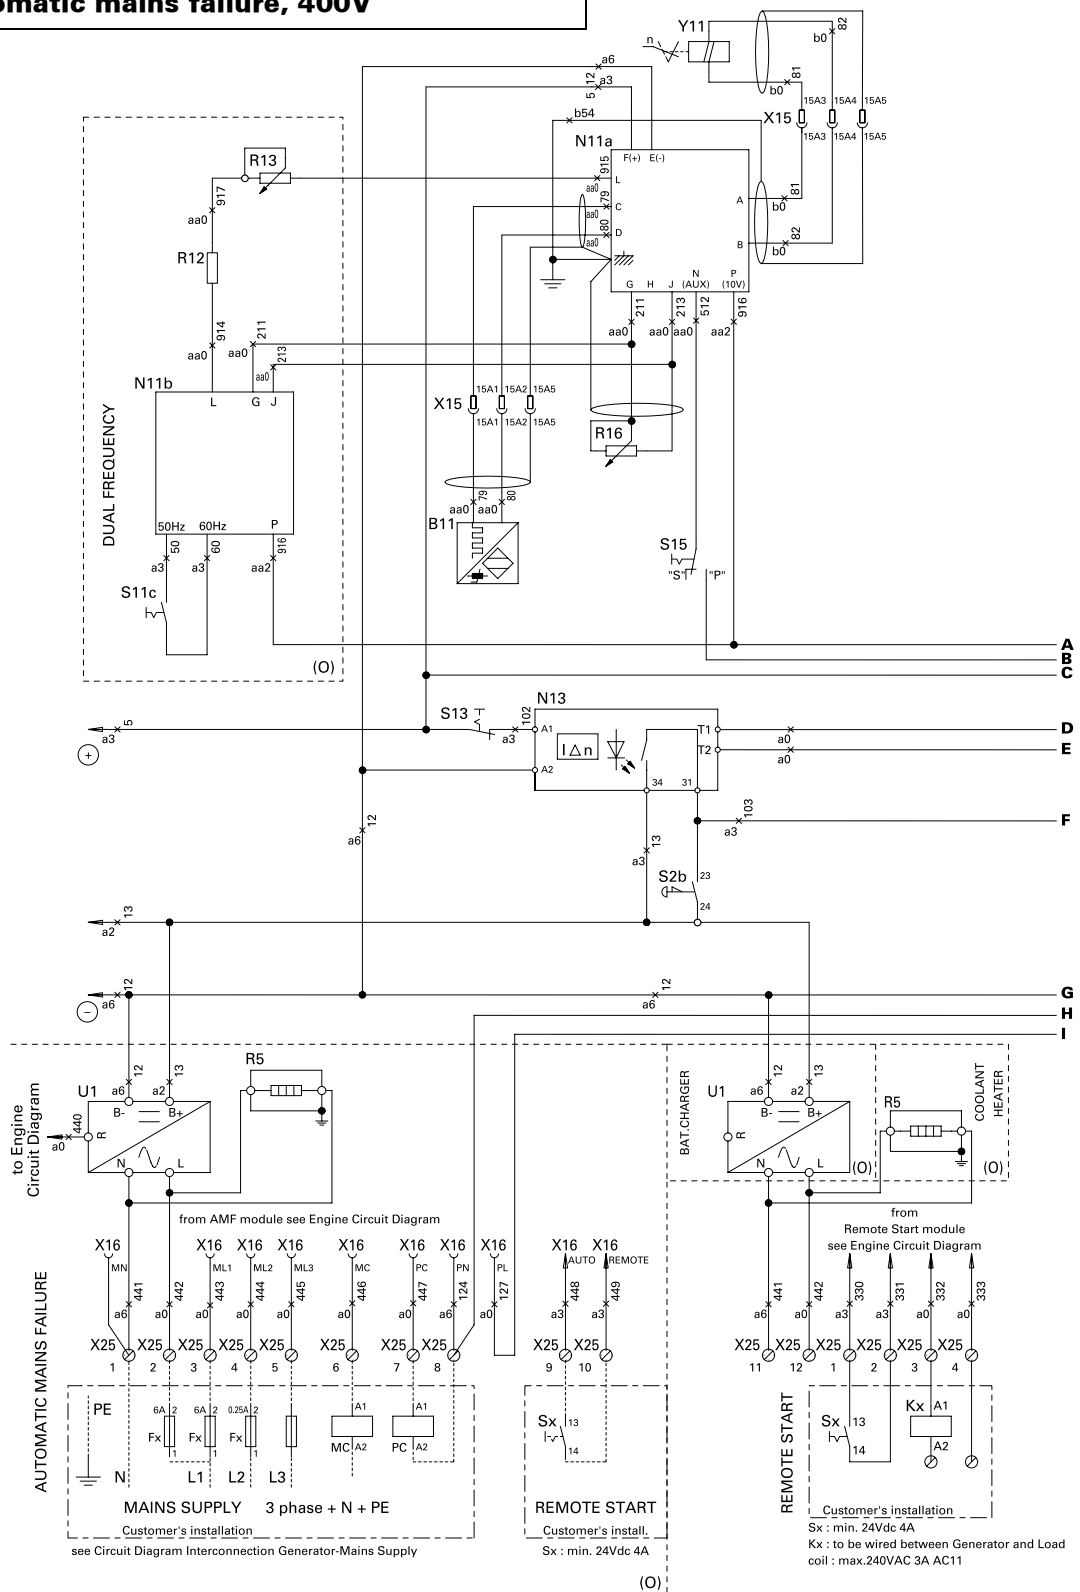 omatic mains failure, 400V
Y11
n
82
b0
81
b0
a6
12
5
a3
b54
X15
15A3 15A4 15A5
15A3 15A4 15A5
N11a
F(+) E(-)
R13
915
aa0
L
917
aa0
79
aa0
C
80
aa0
D
A
81
b0
B
82
b0
R12
G H J
N
(AUX)
P
(10V)
211
213
512
916
aa0 aa0 aa0 aa2
914
aa0
211
aa0
213
aa0
N11b
L G J
DUAL FREQUENCY
X15
15A1 15A2 15A5
15A1 15A2 15A5
R16
79
80
aa0 aa0
B11
50Hz 60Hz P
50
60
916
a3 a3 aa2
S11c
S15
"S" "P"
(O)
A
B
C
N13
S13
102
5
a3
a3
A1
T1
a0
D
+
I△n
T2
a0
E
A2
34 31
12
a6
103
a3
F
13
a3
S2b
23
24
13
a2
12
a6
12
a6
G
−
H
I
to Engine
Circuit Diagram
440
a0
U1
12
13
a6 a2
B- B+
R
N L
R5
BAT.CHARGER
U1
12
13
a6 a2
B- B+
R
N L
(O)
R5
COOLANT
HEATER
(O)
from AMF module see Engine Circuit Diagram
from
Remote Start module
see Engine Circuit Diagram
X16 X16 X16 X16 X16 X16 X16 X16 X16 X16
MN ML1 ML2 ML3 MC PC PN PL AUTO REMOTE
441 442 443 444 445 446 447 124 127 448 449 441 442 330 331 332 333
a6 a0 a0 a0 a0 a0 a0 a0 a0 a3 a3 a6 a0 a3 a3 a0 a0
X25 X25 X25 X25 X25 X25 X25 X25 X25 X25 X25 X25 X25 X25 X25 X25
1 2 3 4 5 6 7 8 9 10 11 12 1 2 3 4
AUTOMATIC MAINS FAILURE
PE
6A 2
Fx
1
6A 2
Fx
1
0.25A 2
Fx
1
A1
MC A2
A1
PC A2
N L1 L2 L3
MAINS SUPPLY 3 phase + N + PE
Customer's installation
see Circuit Diagram Interconnection Generator-Mains Supply
Sx
13
14
REMOTE START
Customer's install.
Sx : min. 24Vdc 4A
(O)
REMOTE START
Sx
13
14
Kx A1
A2
Customer's installation
Sx : min. 24Vdc 4A
Kx : to be wired between Generator and Load
coil : max.240VAC 3A AC11